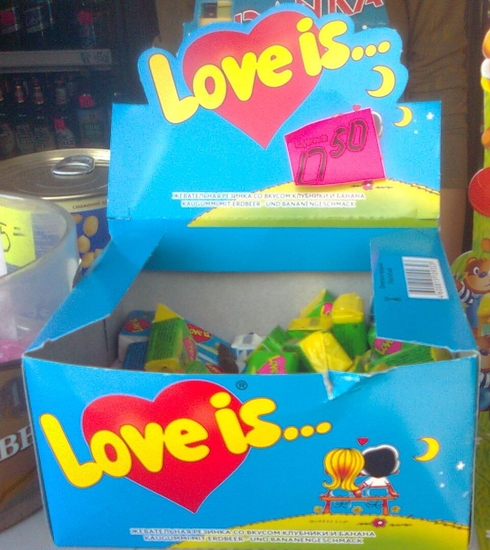 Love is...
17 50
ЖЕВАТЕЛЬНАЯ РЕЗИНКА СО ВКУСОМ КЛУБНИКИ И БАНАНА
KAUGUMMI MIT ERDBEER- UND BANANENGESCHMACK
Love is...
®
ЖЕВАТЕЛЬНАЯ РЕЗИНКА СО ВКУСОМ КЛУБНИКИ И БАНАНА
KAUGUMMI MIT ERDBEER- UND BANANENGESCHMACK